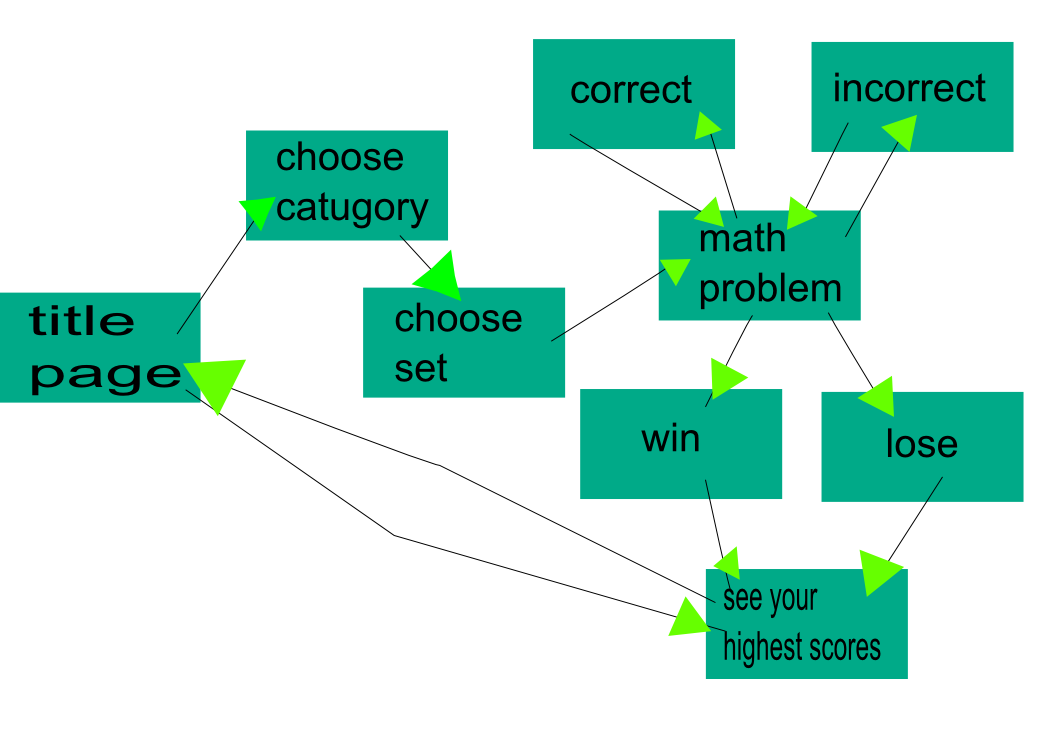 correct
incorrect
choose
catugory
math
problem
title
page
choose
set
win
lose
see your
highest scores